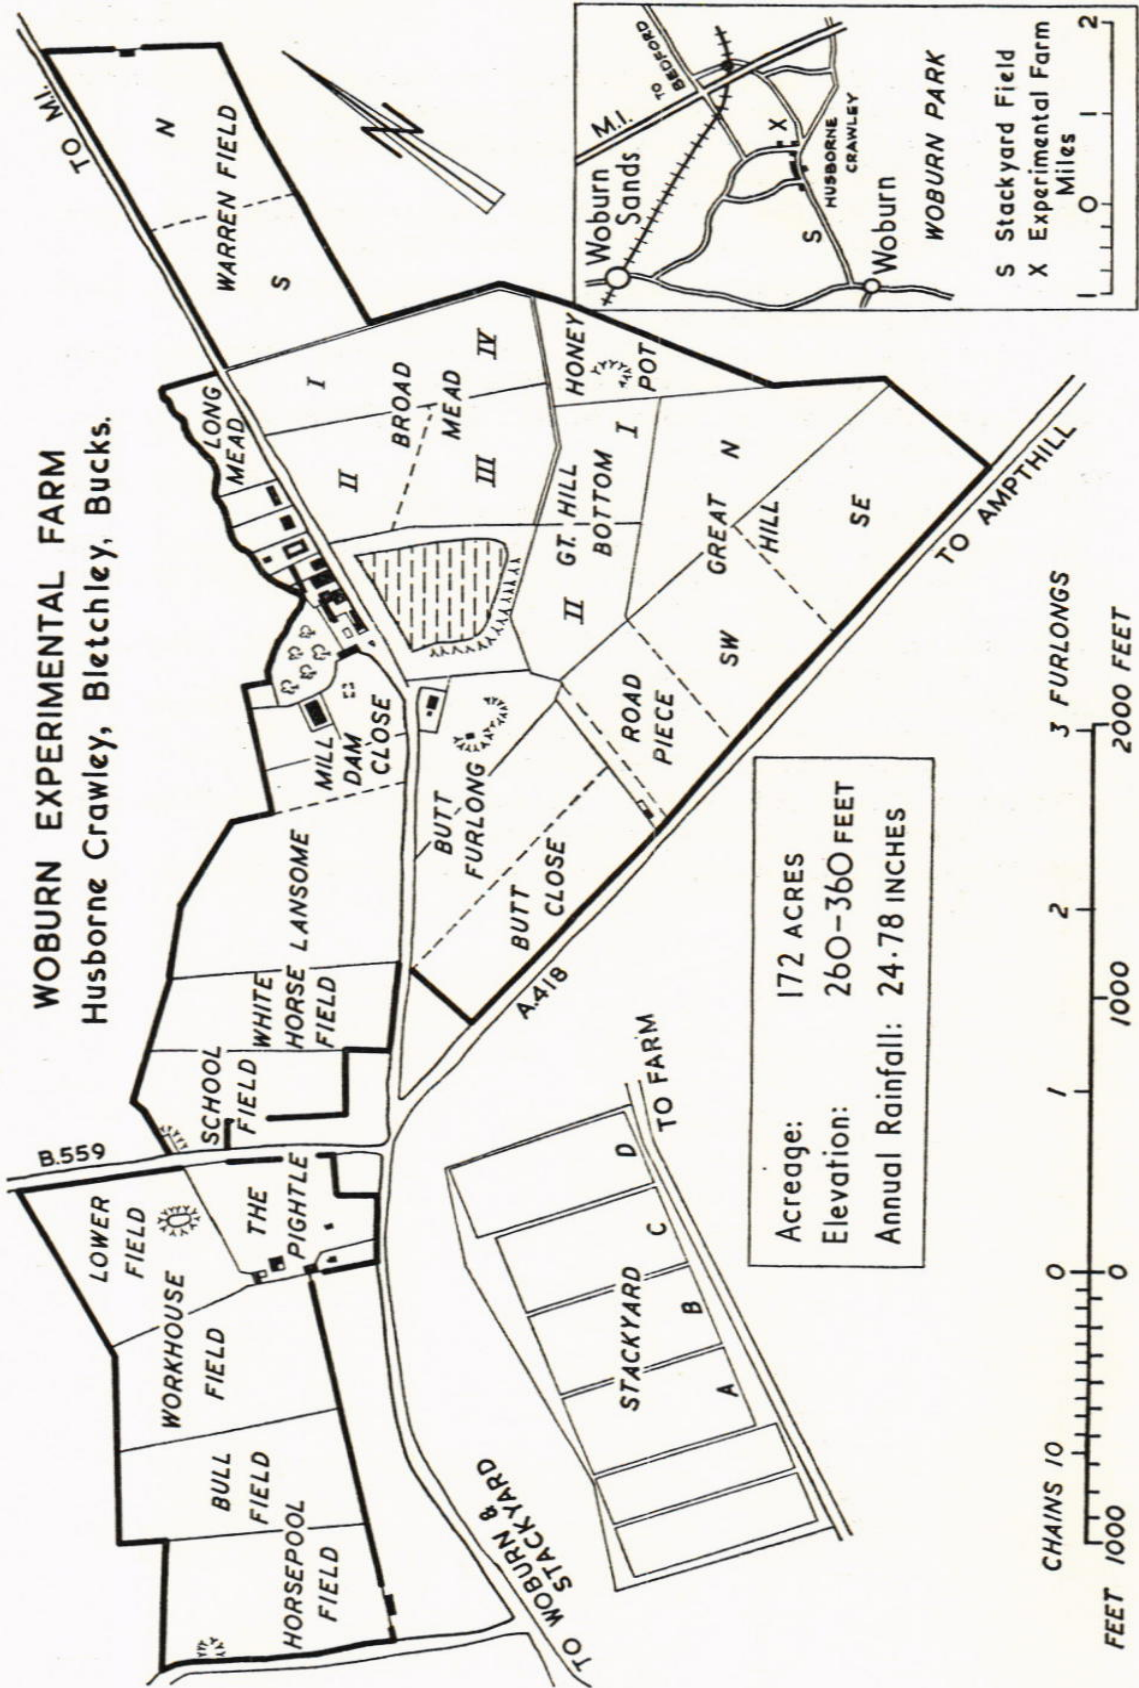 WOBURN EXPERIMENTAL FARM
Husborne Crawley, Bletchley, Bucks.
B.559
LOWER
FIELD
WORKHOUSE
FIELD
BULL
FIELD
HORSEPOOL
FIELD
THE
PIGHTLE
SCHOOL
FIELD
WHITE
HORSE
FIELD
LANSOME
MILL
DAM
CLOSE
LONG
MEAD
TO M.I.
WARREN FIELD
N
S
BROAD
MEAD
I
II
III
IV
HONEY
POT
GT. HILL
BOTTOM
I
II
GREAT
HILL
N
SW
SE
ROAD
PIECE
BUTT
FURLONG
BUTT
CLOSE
A.418
TO AMPTHILL
TO WOBURN &
STACKYARD
STACKYARD
A
B
C
D
TO FARM
Acreage: 172 ACRES
Elevation: 260-360 FEET
Annual Rainfall: 24.78 INCHES
CHAINS 10 0 1 2 3 FURLONGS
FEET 1000 0 1000 2000 FEET
Woburn
Sands
M.I.
TO
BEDFORD
X
HUSBORNE
CRAWLEY
S
Woburn
WOBURN PARK
S Stackyard Field
X Experimental Farm
Miles
1 0 1 2